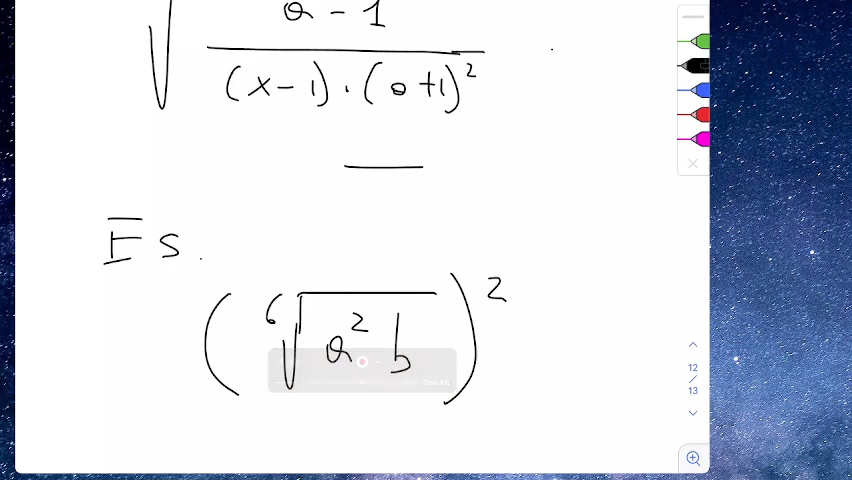 √ a - 1
(x - 1) . (a + 1)²
Es.
( ⁶√ a² b )²
12
/
13